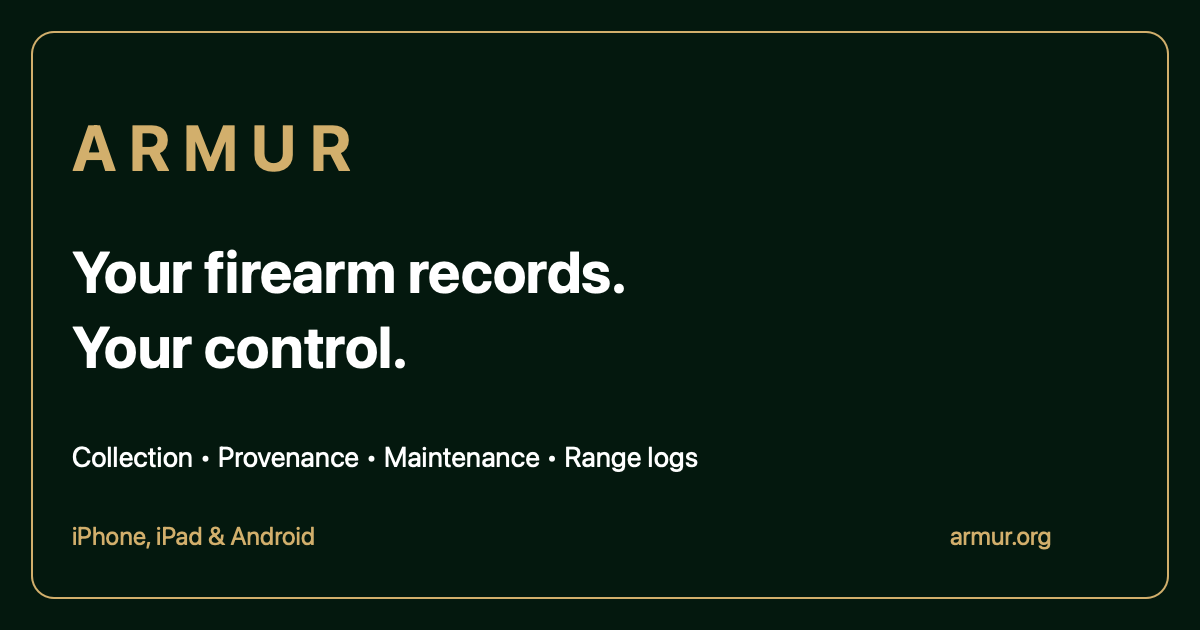 ARMUR
Your firearm records.
Your control.
Collection • Provenance • Maintenance • Range logs
iPhone, iPad & Android
armur.org